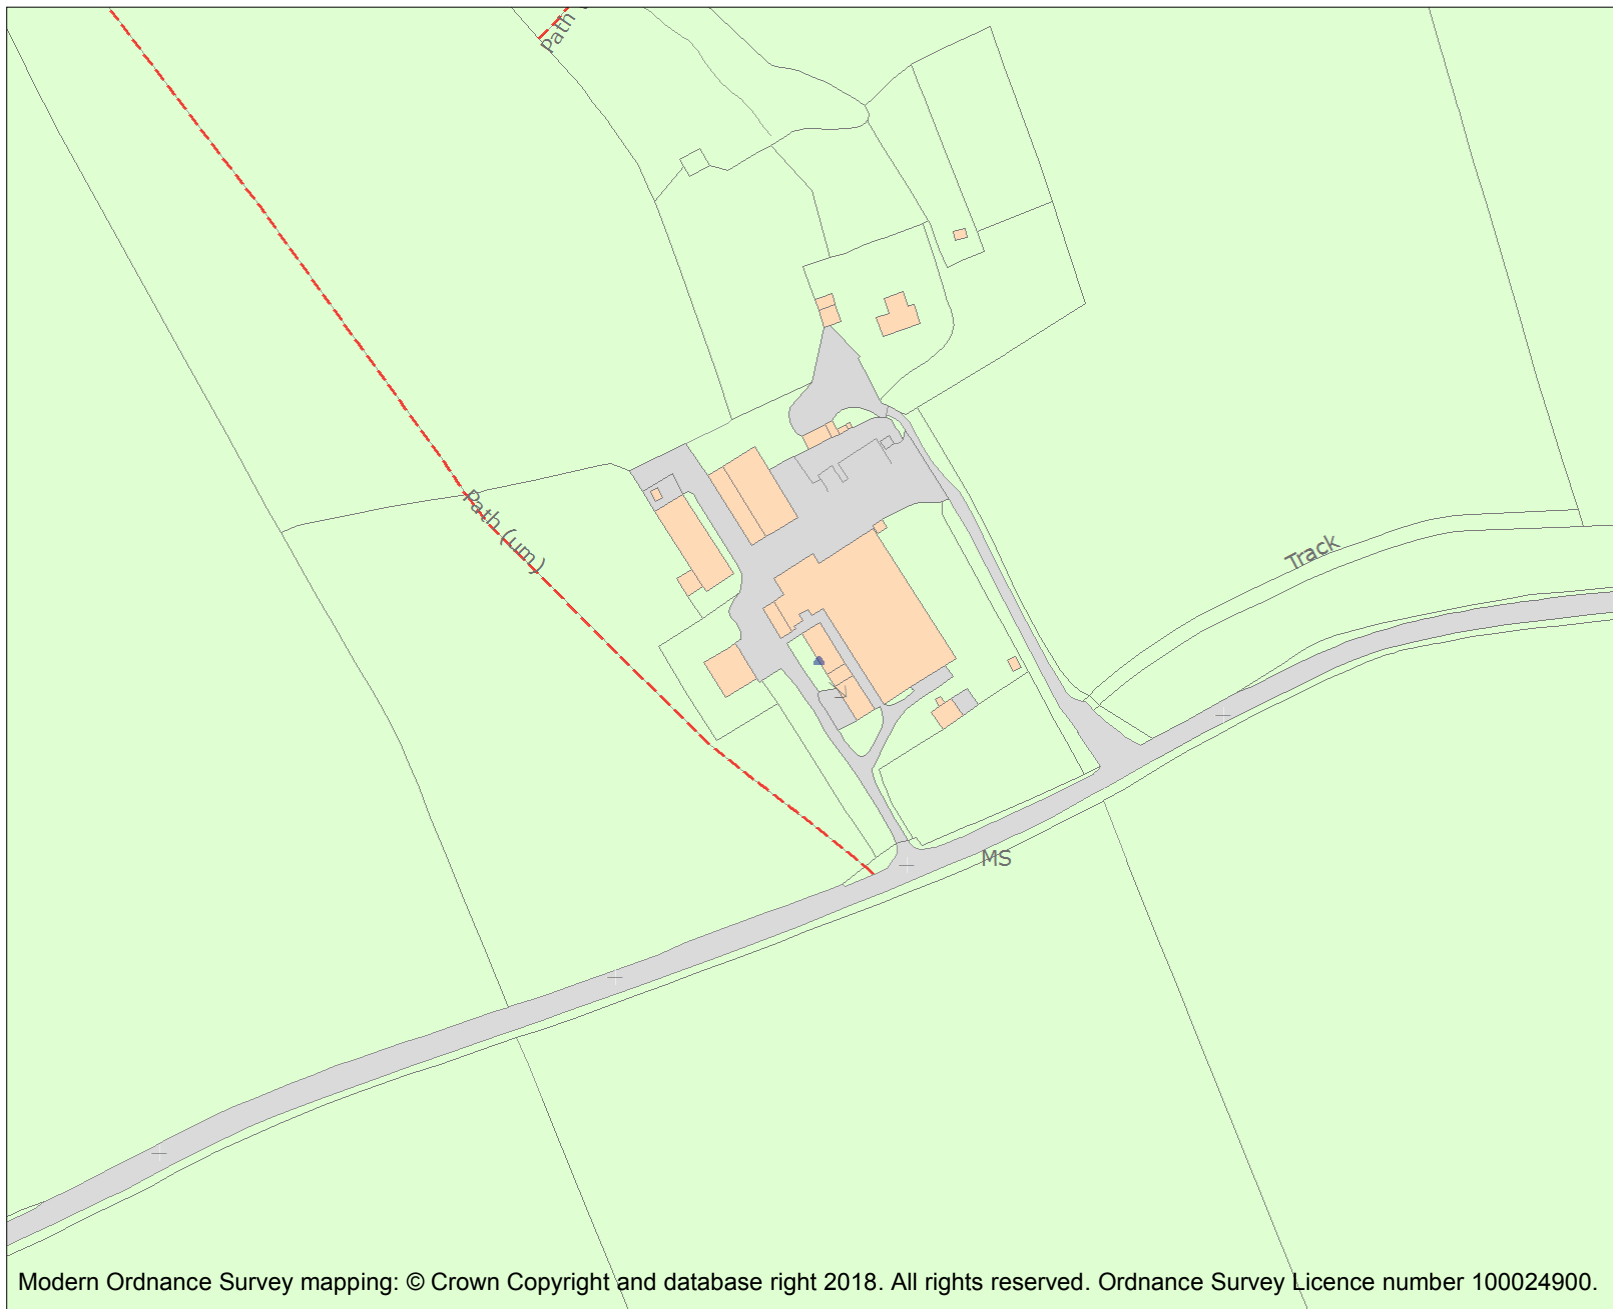 Path
Path (um)
Track
MS
Modern Ordnance Survey mapping: © Crown Copyright and database right 2018. All rights reserved. Ordnance Survey Licence number 100024900.